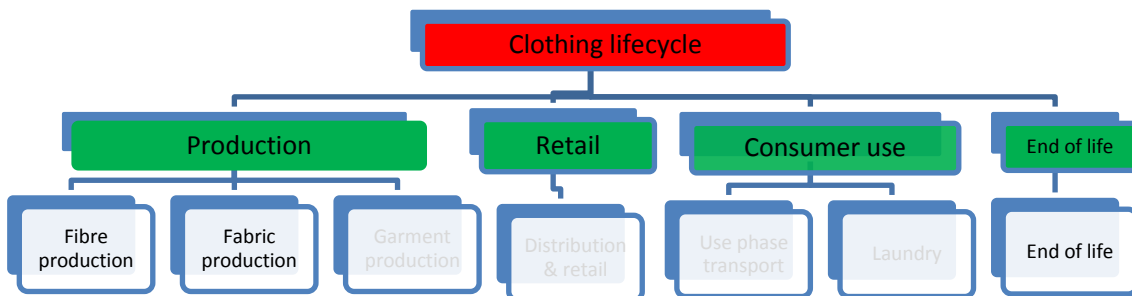 Clothing lifecycle
Production
Retail
Consumer use
End of life
Fibre
production
Fabric
production
Garment
production
Distribution
& retail
Use phase
transport
Laundry
End of life